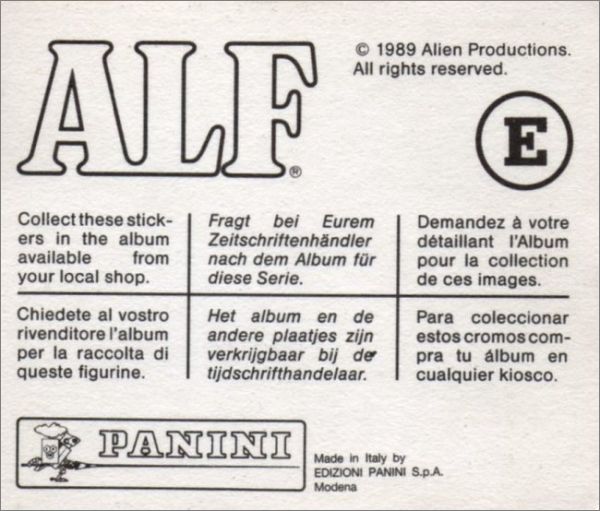 ALF®
© 1989 Alien Productions.
All rights reserved.
E
Collect these stick-
ers in the album
available from
your local shop.
Fragt bei Eurem
Zeitschriftenhändler
nach dem Album für
diese Serie.
Demandez à votre
détaillant l'Album
pour la collection
de ces images.
Chiedete al vostro
rivenditore l'album
per la raccolta di
queste figurine.
Het album en de
andere plaatjes zijn
verkrijgbaar bij de
tijdschrifthandelaar.
Para coleccionar
estos cromos com-
pra tu álbum en
cualquier kiosco.
PANINI
Made in Italy by
EDIZIONI PANINI S.p.A.
Modena